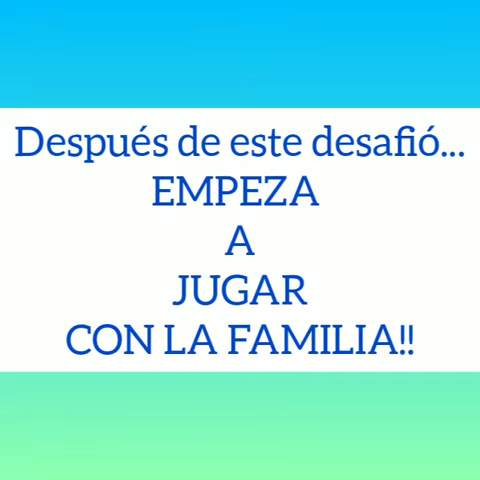 Después de este desafió...
EMPEZA
A
JUGAR
CON LA FAMILIA!!